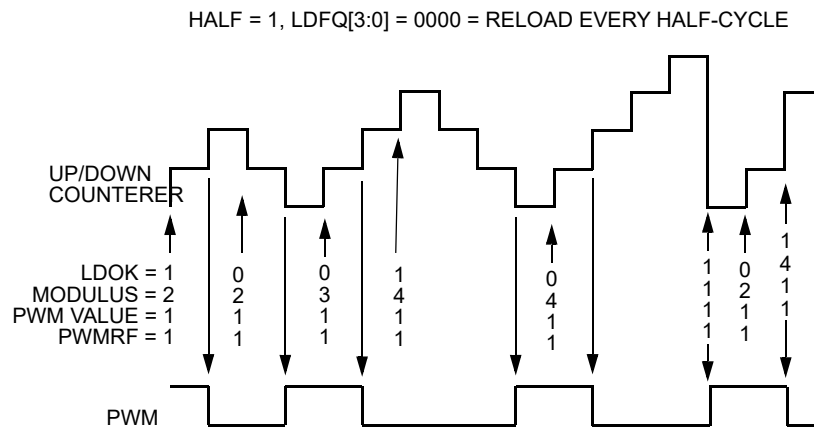 HALF = 1, LDFQ[3:0] = 0000 = RELOAD EVERY HALF-CYCLE
UP/DOWN
COUNTERER
LDOK = 1 0 0 1 0 1 0 1
MODULUS = 2 2 3 4 4 1 2 4
PWM VALUE = 1 1 1 1 1 1 1 1
PWMRF = 1 1 1 1 1 1 1 1
PWM